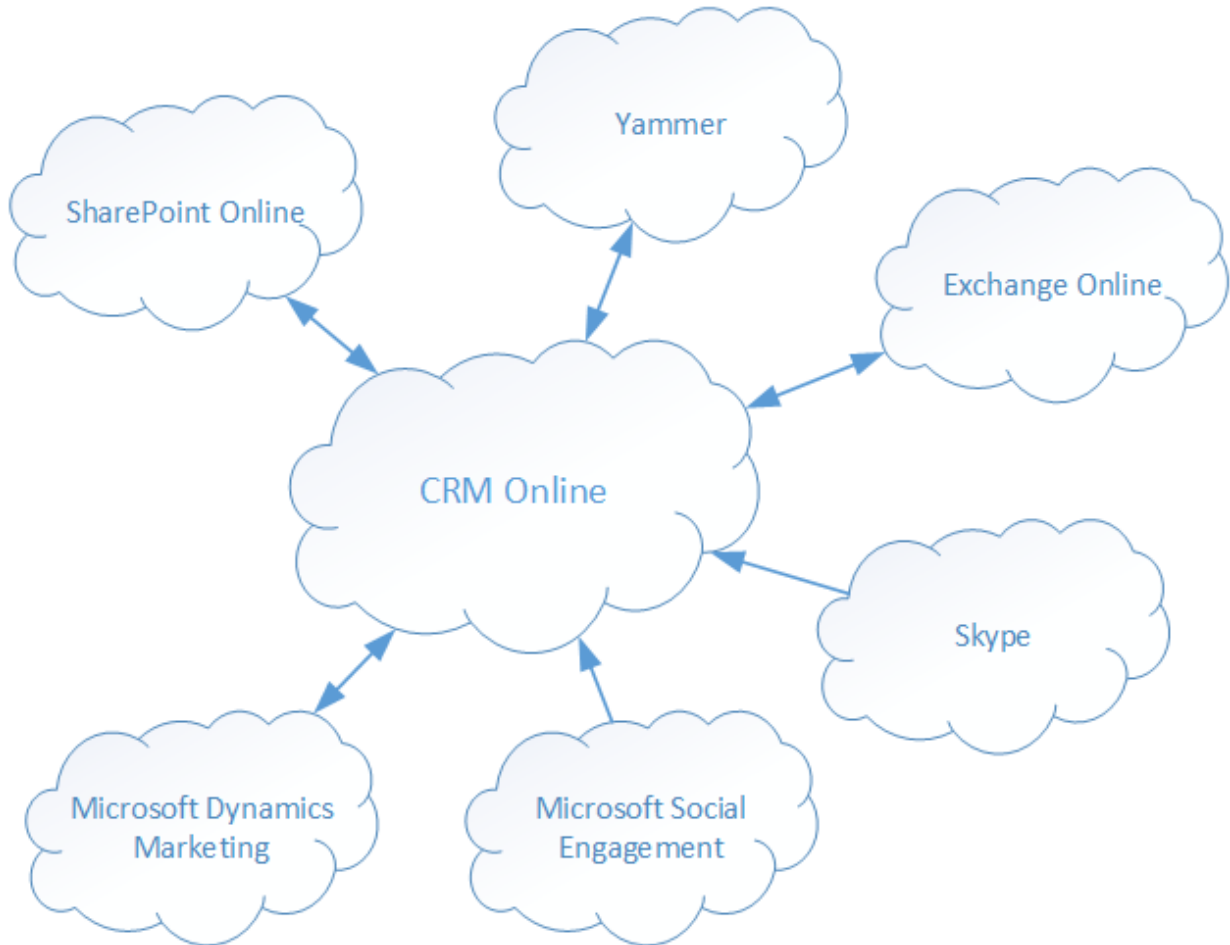 Yammer
SharePoint Online
Exchange Online
CRM Online
Skype
Microsoft Dynamics
Marketing
Microsoft Social
Engagement